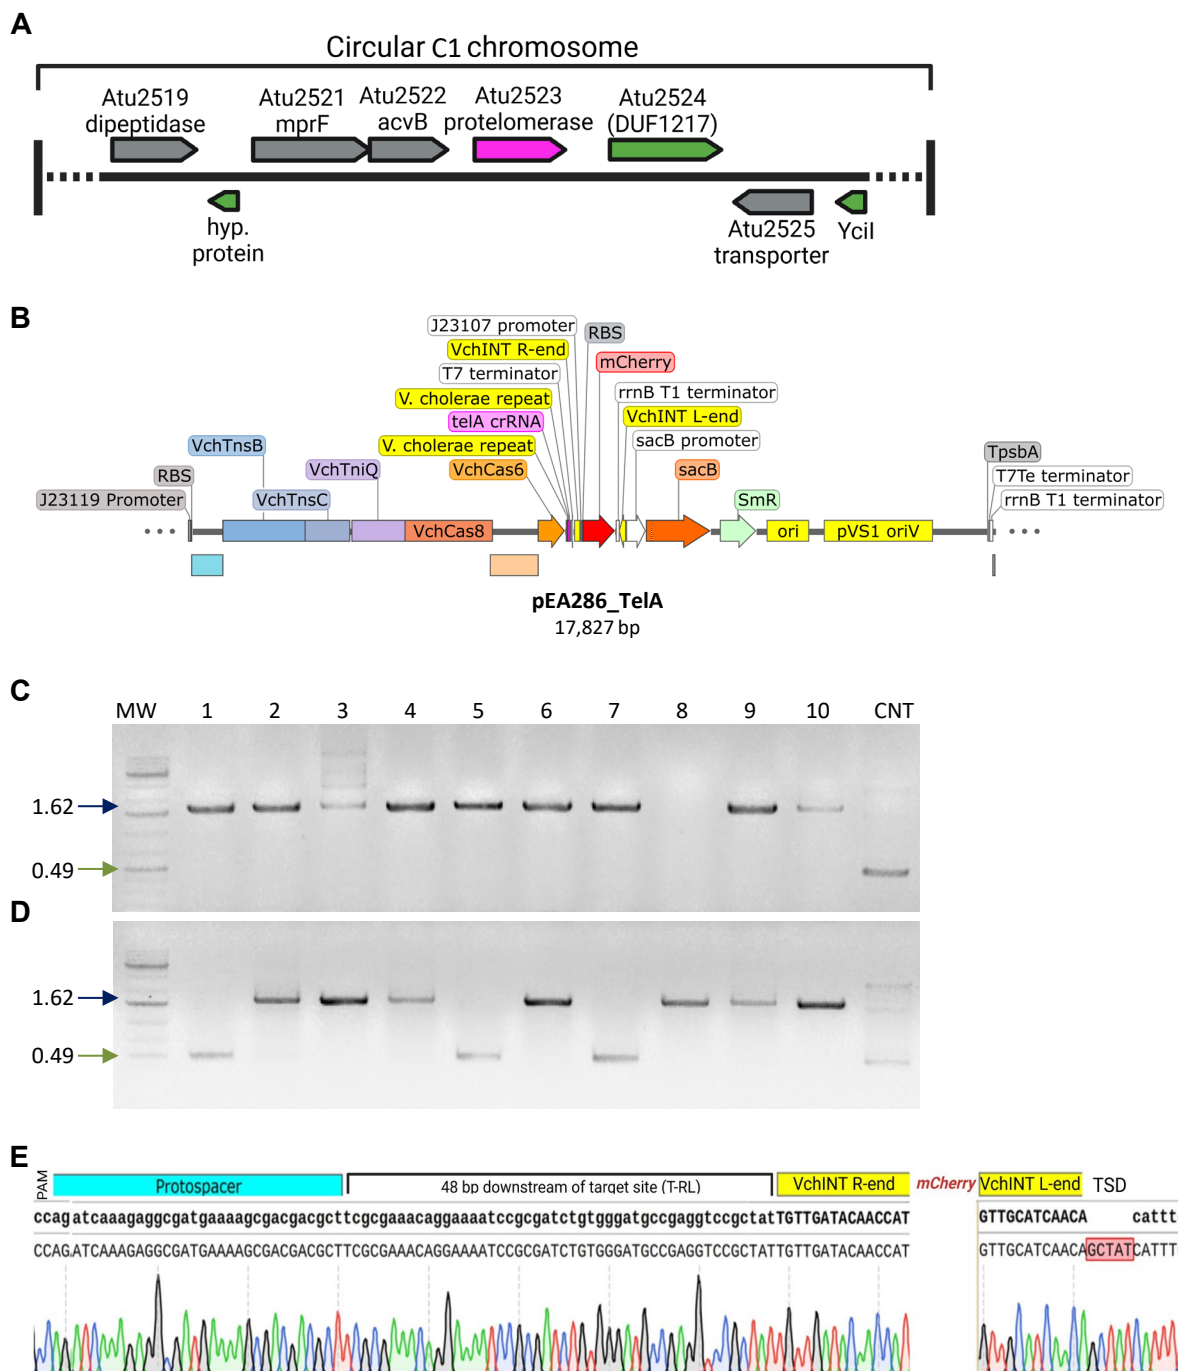 A
Circular C1 chromosome
Atu2519 dipeptidase
Atu2521 mprF
Atu2522 acvB
Atu2523 protelomerase
Atu2524 (DUF1217)
hyp. protein
Atu2525 transporter
YciI
B
J23107 promoter
RBS
VchINT R-end
mCherry
T7 terminator
rrnB T1 terminator
V. cholerae repeat
VchINT L-end
telA crRNA
sacB promoter
VchTnsB
V. cholerae repeat
TpsbA
RBS
VchTniQ
VchCas6
sacB
T7Te terminator
J23119 Promoter
VchTnsC
SmR
rrnB T1 terminator
VchCas8
ori
pVS1 oriV
pEA286_TelA
17,827 bp
C
MW 1 2 3 4 5 6 7 8 9 10 CNT
1.62
0.49
D
1.62
0.49
E
PAM
Protospacer
48 bp downstream of target site (T-RL)
VchINT R-end
mCherry
VchINT L-end
TSD
ccagatcaaagaggcgatgaaaagcgacgacgcttcgcgaaacaggaaaatccgcgatctgtgggatgccgaggtccgctatTGTTGATACAACCAT
GTTGCATCAACA cattt
CCAGATCAAAGAGGCGATGAAAAGCGACGACGCTTCGCGAAACAGGAAAATCCGCGATCTGTGGGATGCCGAGGTCCGCTATTGTTGATACAACCAT
GTTGCATCAACAGCTATCATTT